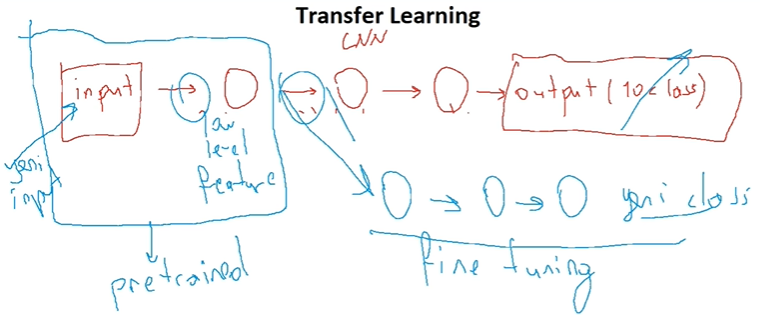 Transfer Learning
CNN
input
output (10 class)
low
level
feature
yeni
input
yeni class
pretrained
fine tuning